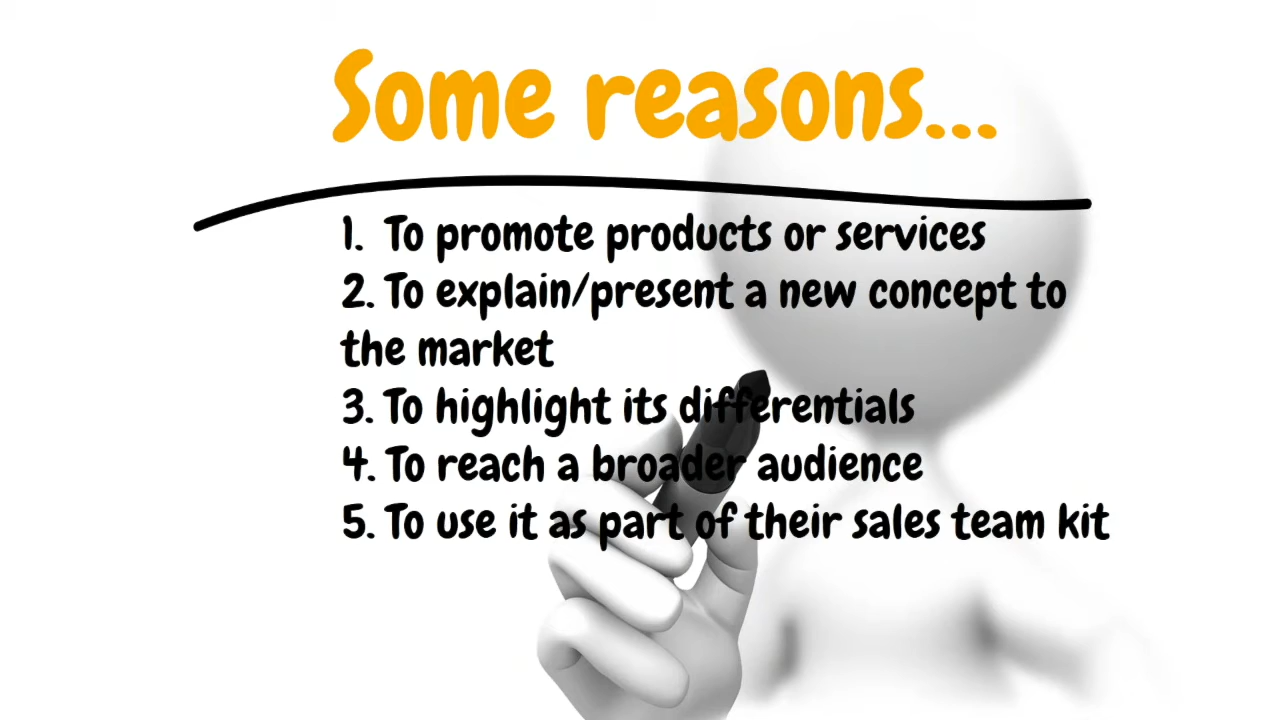 Some reasons...
1. To promote products or services
2. To explain/present a new concept to
the market
3. To highlight its differentials
4. To reach a broader audience
5. To use it as part of their sales team kit